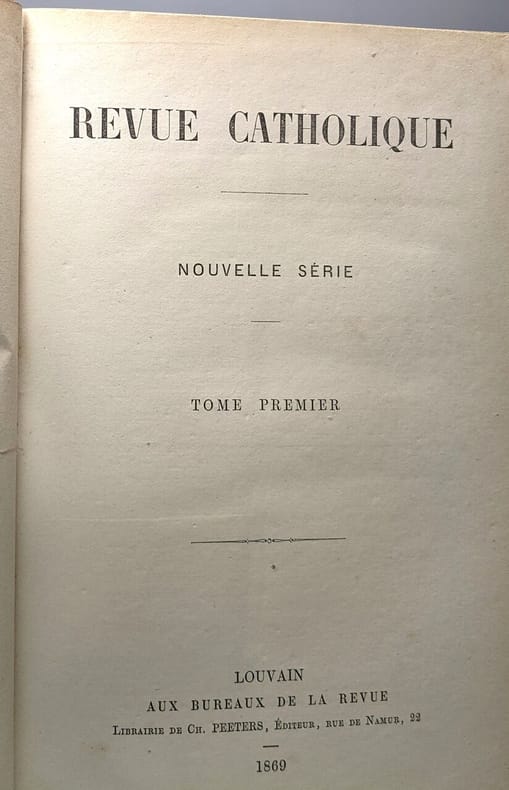 REVUE CATHOLIQUE
NOUVELLE SÉRIE
TOME PREMIER
LOUVAIN
AUX BUREAUX DE LA REVUE
LIBRAIRIE DE CH. PEETERS, ÉDITEUR, RUE DE NAMUR, 22
1869